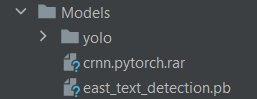 Models
yolo
crnn.pytorch.rar
east_text_detection.pb